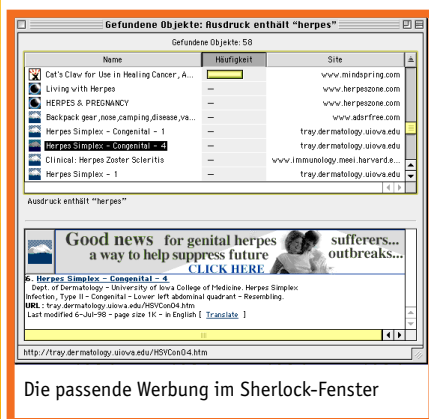 Gefundene Objekte: Ausdruck enthält "herpes"
Gefundene Objekte: 58
Name Häufigkeit Site
Cat's Claw for Use in Healing Cancer, A... www.mindspring.com
Living with Herpes — www.herpeszone.com
HERPES & PREGNANCY — www.herpeszone.com
Backpack gear,nose,camping,disease,va... — www.adsrfree.com
Herpes Simplex - Congenital - 1 — tray.dermatology.uiowa.edu
Herpes Simplex - Congenital - 4 — tray.dermatology.uiowa.edu
Clinical: Herpes Zoster Scleritis — www.immunology.meei.harvard.e...
Herpes Simplex - 1 — tray.dermatology.uiowa.edu
Ausdruck enthält "herpes"
Good news for genital herpes sufferers...
a way to help suppress future outbreaks...
CLICK HERE
6. Herpes Simplex - Congenital - 4
Dept. of Dermatology - University of Iowa College of Medicine. Herpes Simplex
Infection, Type II - Congenital - Lower left abdominal quadrant - Resembling.
URL: tray.dermatology.uiowa.edu/HSVCon04.htm
Last modified 6-Jul-98 - page size 1K - in English [ Translate ]
http://tray.dermatology.uiowa.edu/HSVCon04.htm
Die passende Werbung im Sherlock-Fenster